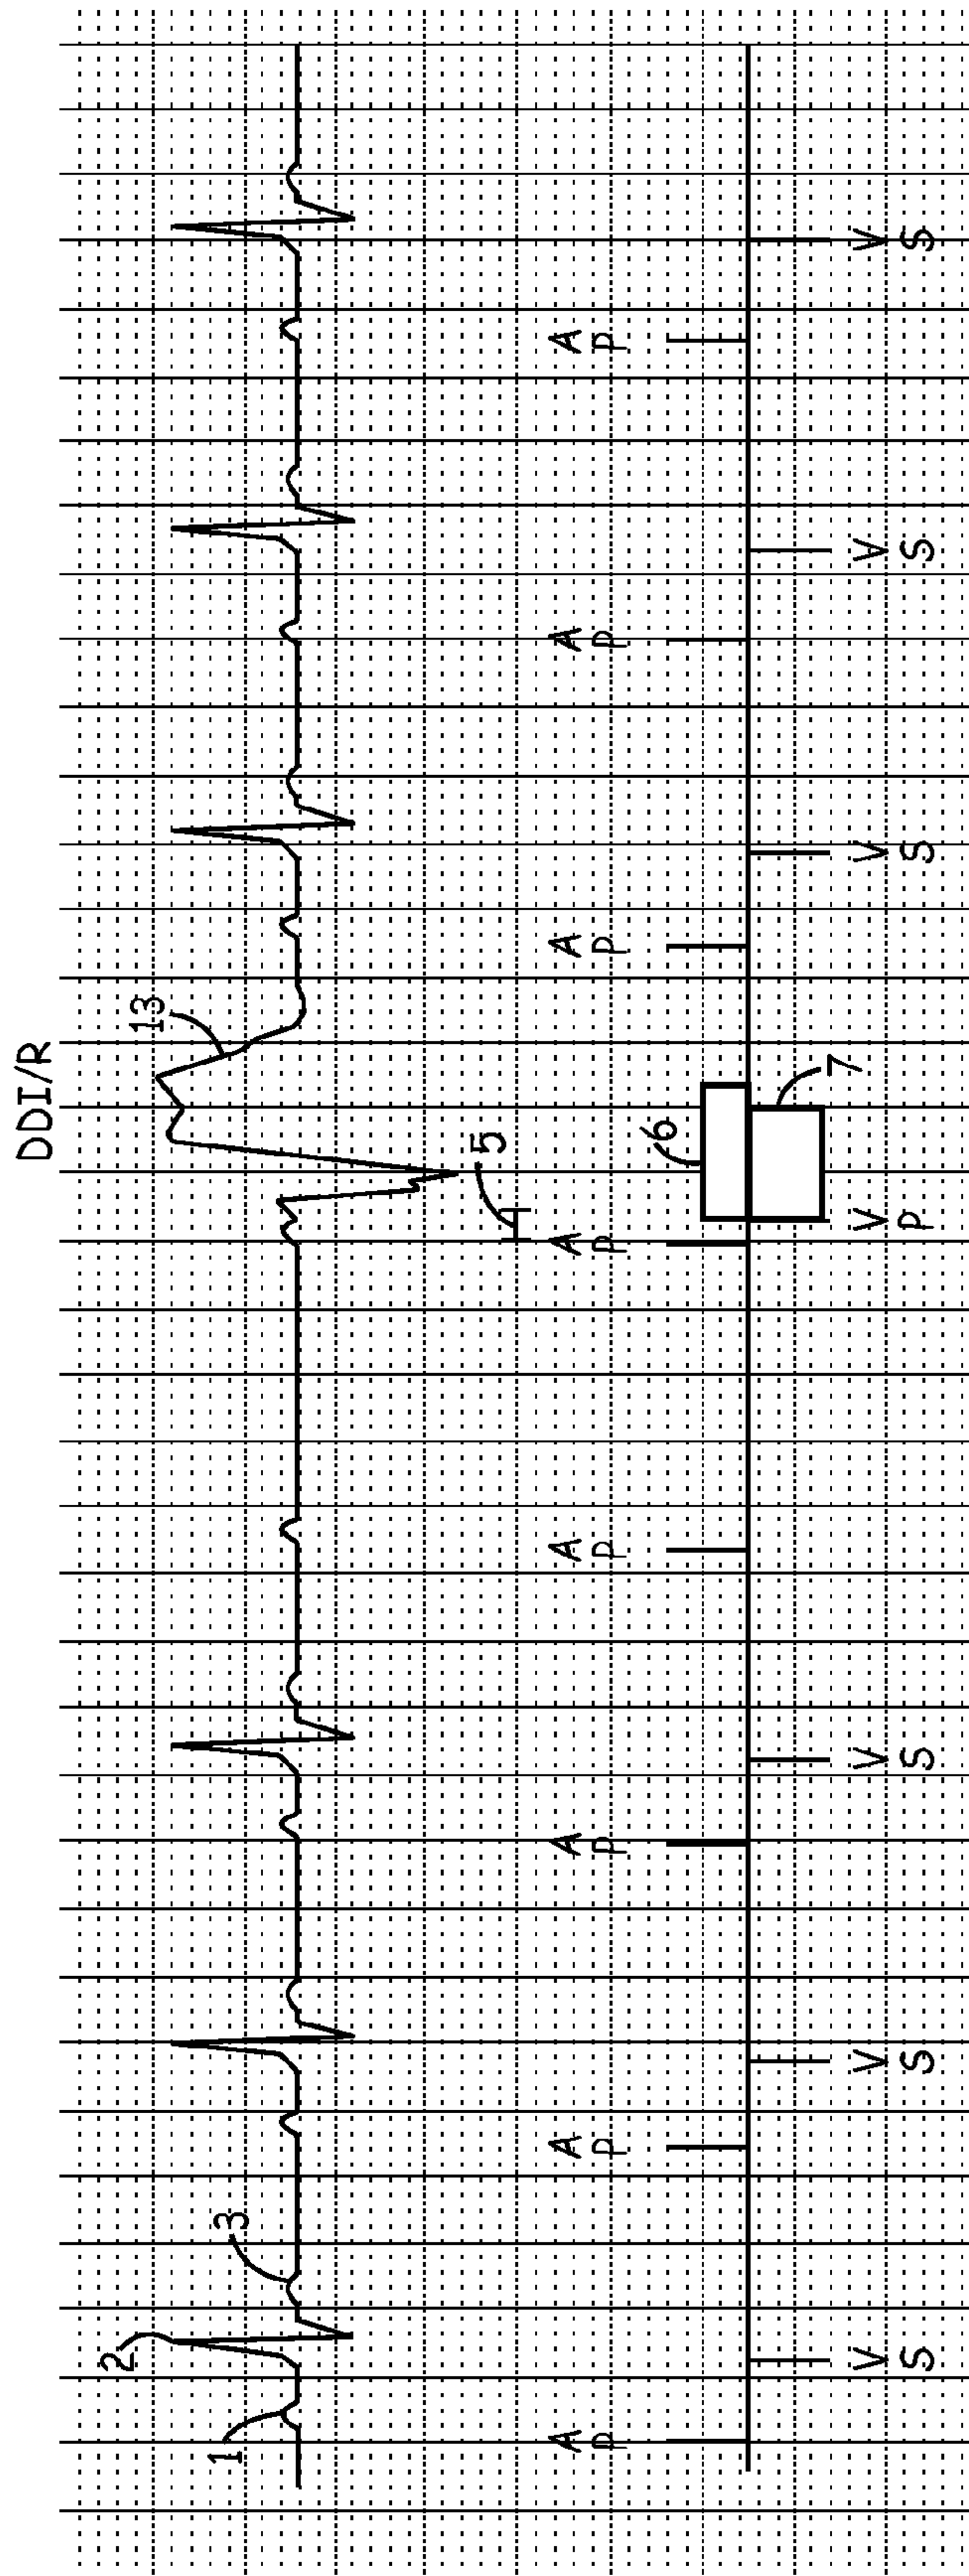 DDI/R
2 13
1 3
5
A A A A A A A A
p p p p p p p p
6
7
V V V V V V V
S S S p S S S